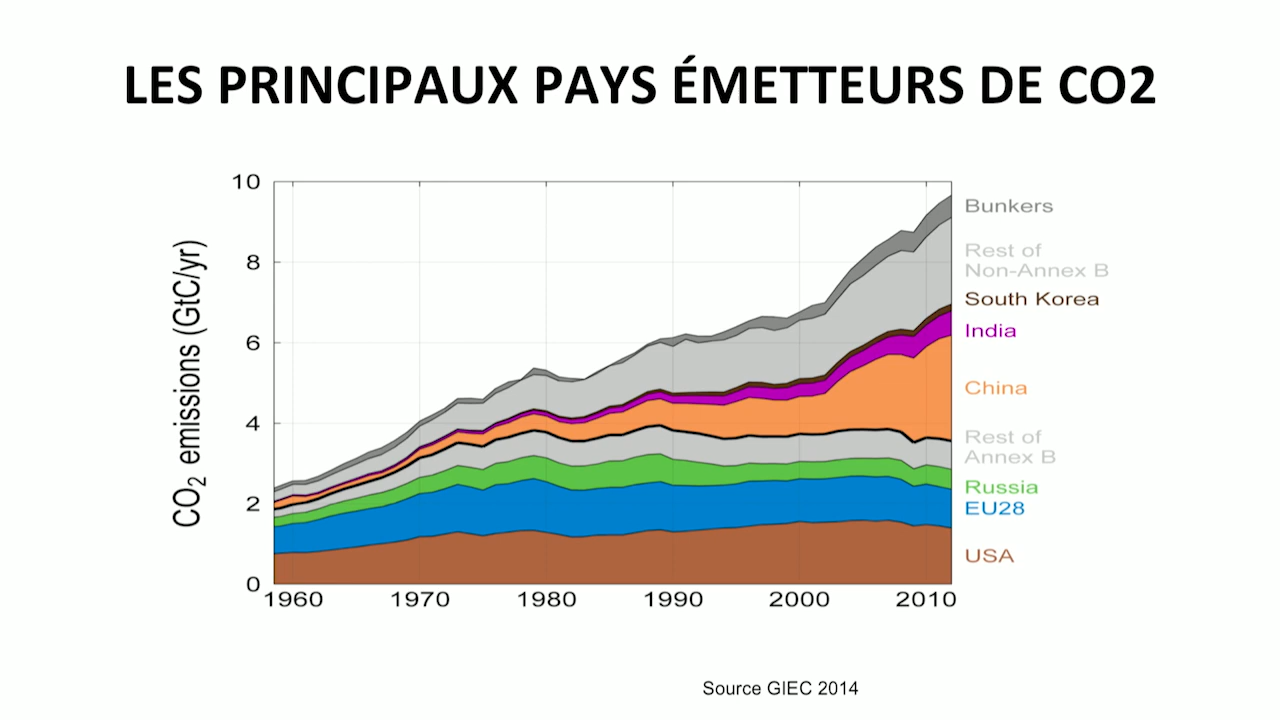 LES PRINCIPAUX PAYS ÉMETTEURS DE CO2
CO2 emissions (GtC/yr)
10
8
6
4
2
0
1960 1970 1980 1990 2000 2010
Bunkers
Rest of
Non-Annex B
South Korea
India
China
Rest of
Annex B
Russia
EU28
USA
Source GIEC 2014